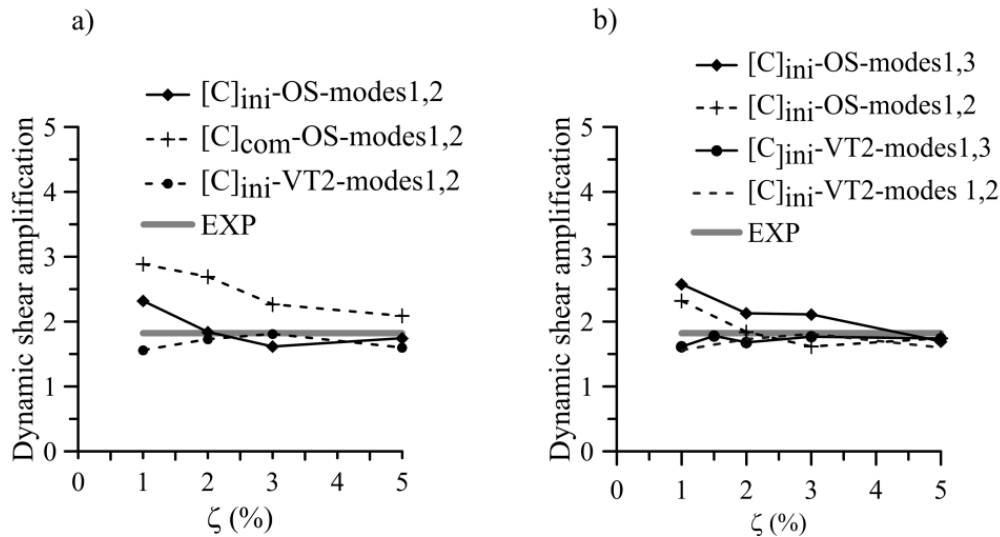 a)
[C]ini-OS-modes1,2
[C]com-OS-modes1,2
[C]ini-VT2-modes1,2
EXP
Dynamic shear amplification
5
4
3
2
1
0
0 1 2 3 4 5
ζ (%)
b)
[C]ini-OS-modes1,3
[C]ini-OS-modes1,2
[C]ini-VT2-modes1,3
[C]ini-VT2-modes 1,2
EXP
Dynamic shear amplification
5
4
3
2
1
0
0 1 2 3 4 5
ζ (%)